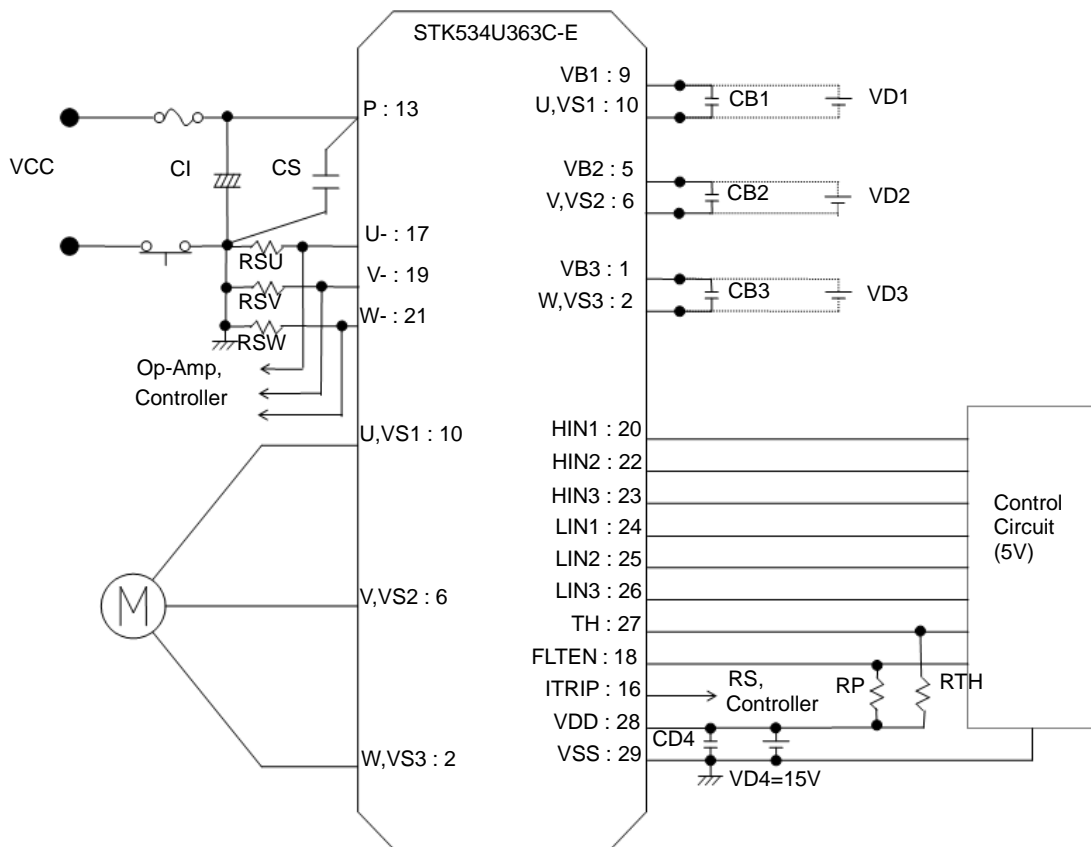 STK534U363C-E
VCC
CI
CS
P : 13
U- : 17
RSU
V- : 19
RSV
W- : 21
RSW
Op-Amp,
Controller
U,VS1 : 10
V,VS2 : 6
W,VS3 : 2
M
VB1 : 9
U,VS1 : 10
CB1
VD1
VB2 : 5
V,VS2 : 6
CB2
VD2
VB3 : 1
W,VS3 : 2
CB3
VD3
HIN1 : 20
HIN2 : 22
HIN3 : 23
LIN1 : 24
LIN2 : 25
LIN3 : 26
TH : 27
FLTEN : 18
ITRIP : 16
VDD : 28
VSS : 29
RS,
Controller
RP
RTH
CD4
VD4=15V
Control
Circuit
(5V)